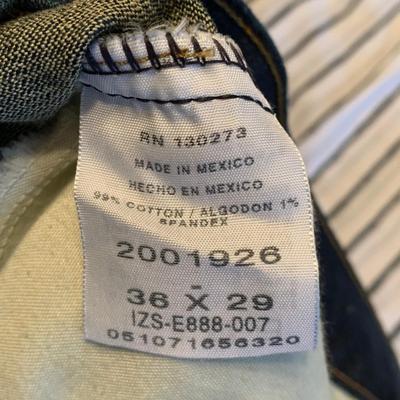 RN 130273
MADE IN MEXICO
HECHO EN MEXICO
99% COTTON / ALGODON 1%
SPANDEX
2001926
-
36 X 29
IZS-E888-007
051071656320